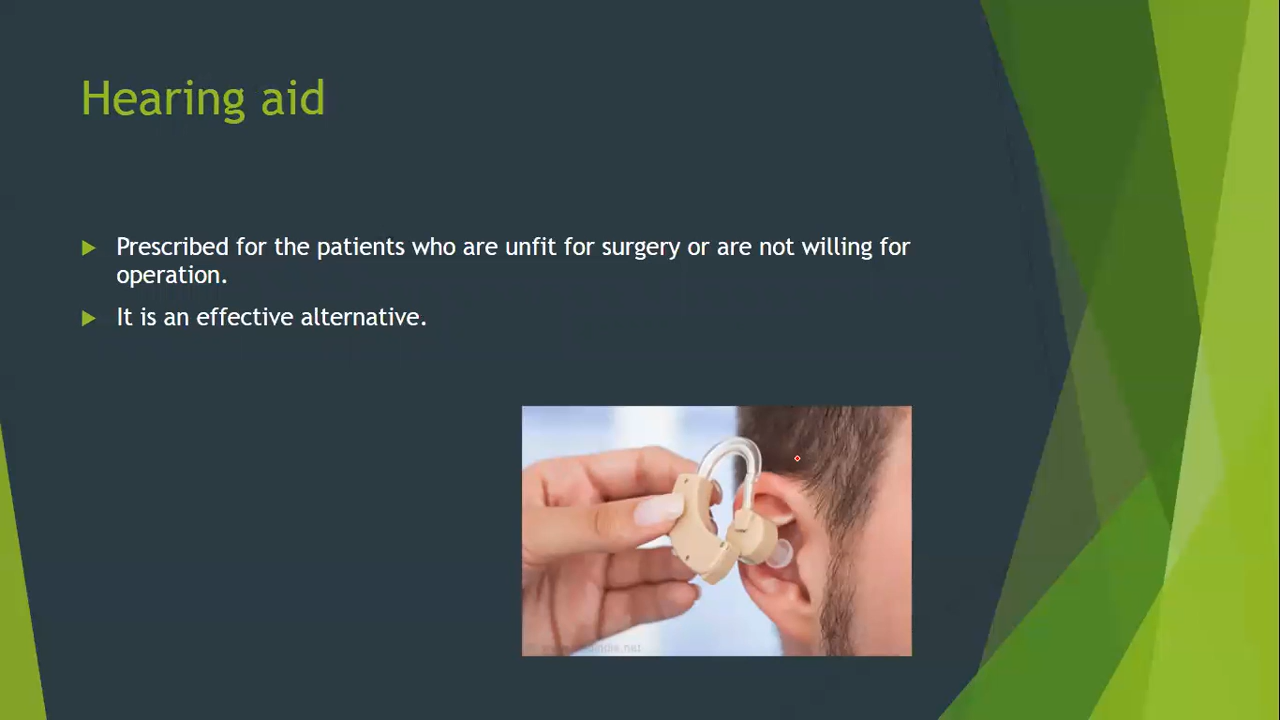 Hearing aid
Prescribed for the patients who are unfit for surgery or are not willing for
operation.
It is an effective alternative.